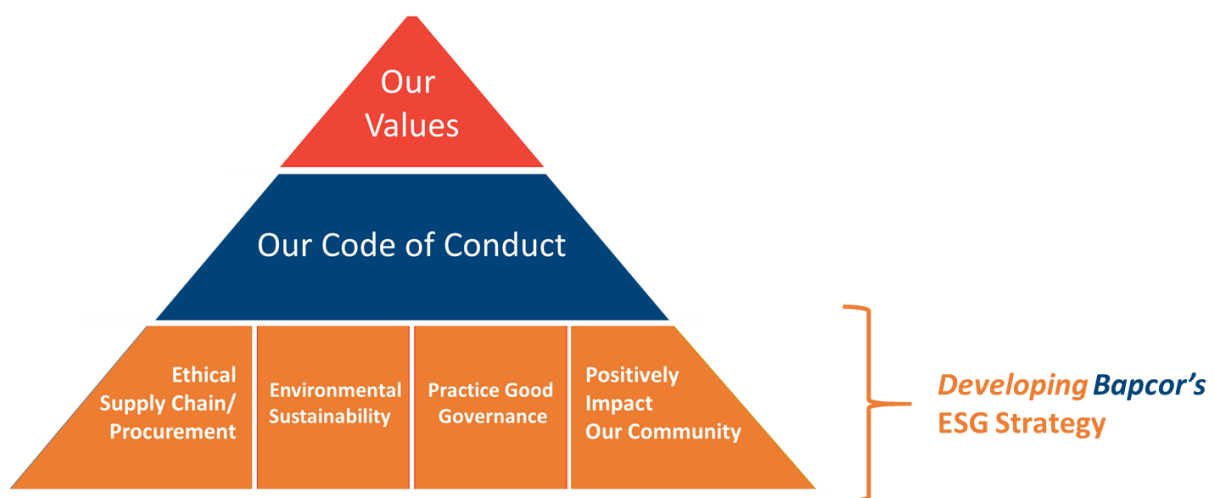 Our
Values
Our Code of Conduct
Ethical
Supply Chain/
Procurement
Environmental
Sustainability
Practice Good
Governance
Positively
Impact
Our Community
Developing Bapcor’s
ESG Strategy